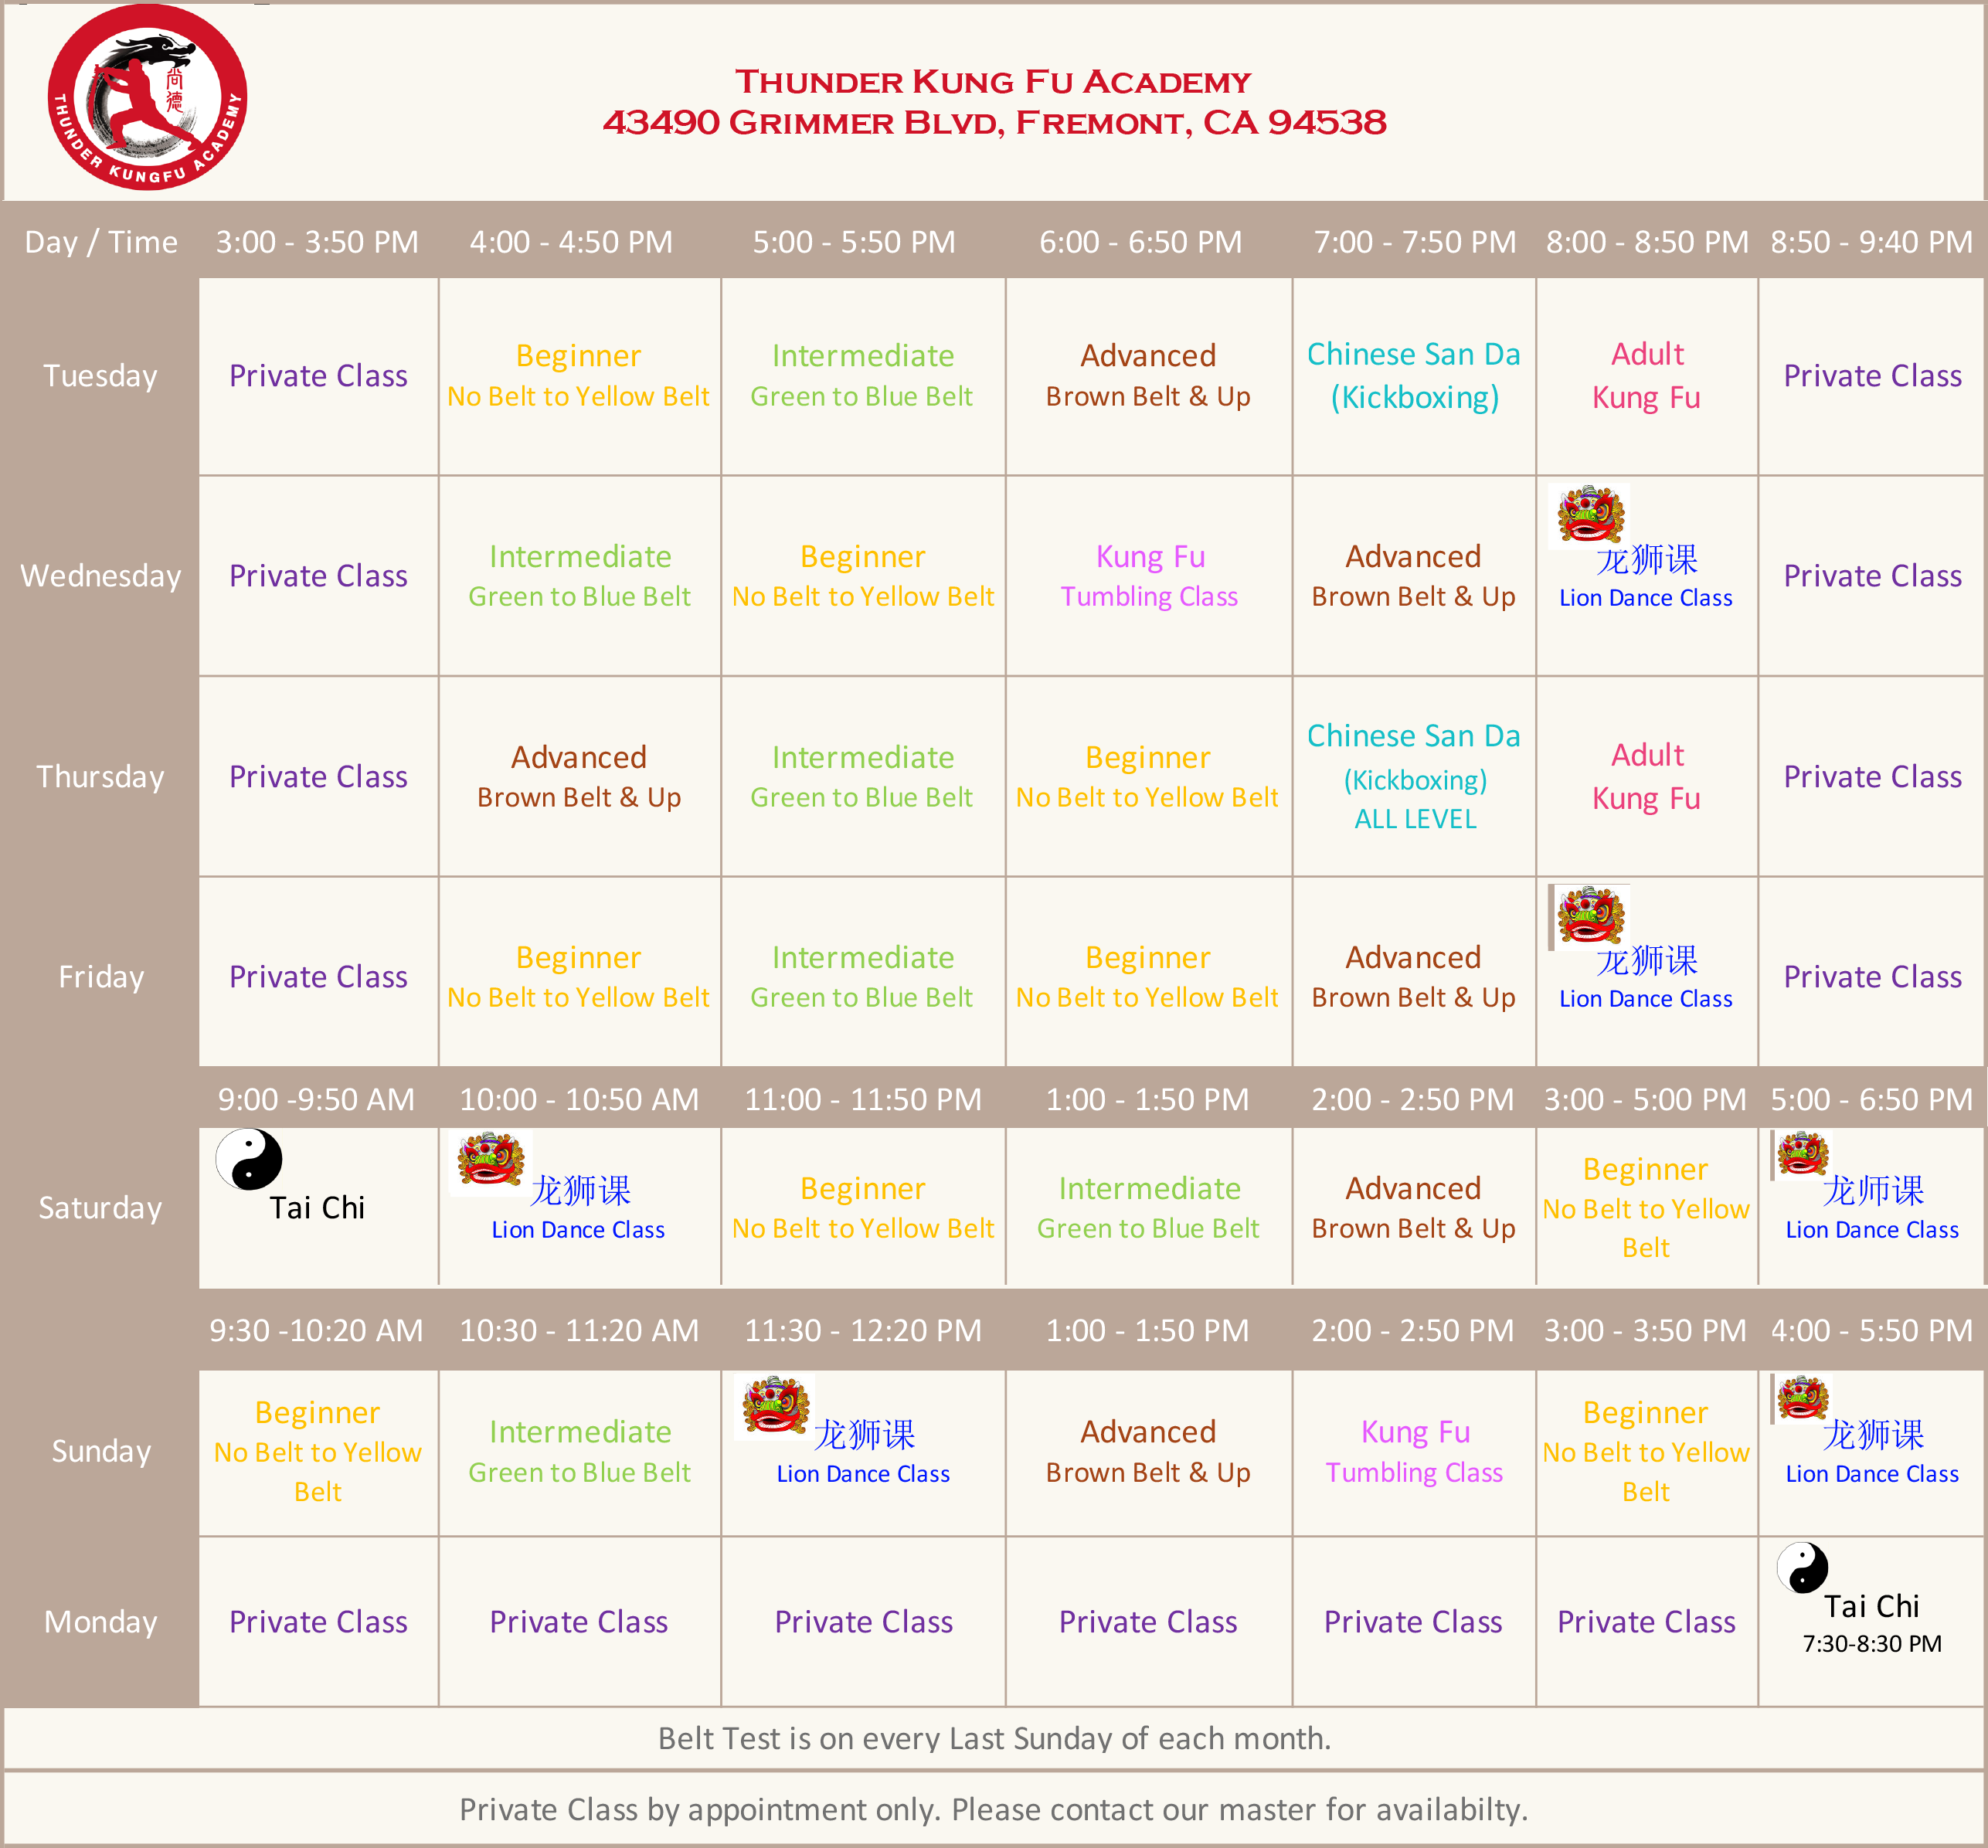 尚德
THUNDER KUNGFU ACADEMY
THUNDER KUNG FU ACADEMY
43490 GRIMMER BLVD, FREMONT, CA 94538
Day / Time 3:00 - 3:50 PM 4:00 - 4:50 PM 5:00 - 5:50 PM 6:00 - 6:50 PM 7:00 - 7:50 PM 8:00 - 8:50 PM 8:50 - 9:40 PM
Tuesday
Private Class
Beginner
No Belt to Yellow Belt
Intermediate
Green to Blue Belt
Advanced
Brown Belt & Up
Chinese San Da
(Kickboxing)
Adult
Kung Fu
Private Class
Wednesday
Private Class
Intermediate
Green to Blue Belt
Beginner
No Belt to Yellow Belt
Kung Fu
Tumbling Class
Advanced
Brown Belt & Up
龙狮课
Lion Dance Class
Private Class
Thursday
Private Class
Advanced
Brown Belt & Up
Intermediate
Green to Blue Belt
Beginner
No Belt to Yellow Belt
Chinese San Da
(Kickboxing)
ALL LEVEL
Adult
Kung Fu
Private Class
Friday
Private Class
Beginner
No Belt to Yellow Belt
Intermediate
Green to Blue Belt
Beginner
No Belt to Yellow Belt
Advanced
Brown Belt & Up
龙狮课
Lion Dance Class
Private Class
9:00 -9:50 AM 10:00 - 10:50 AM 11:00 - 11:50 PM 1:00 - 1:50 PM 2:00 - 2:50 PM 3:00 - 5:00 PM 5:00 - 6:50 PM
Saturday
Tai Chi
龙狮课
Lion Dance Class
Beginner
No Belt to Yellow Belt
Intermediate
Green to Blue Belt
Advanced
Brown Belt & Up
Beginner
No Belt to Yellow
Belt
龙师课
Lion Dance Class
9:30 -10:20 AM 10:30 - 11:20 AM 11:30 - 12:20 PM 1:00 - 1:50 PM 2:00 - 2:50 PM 3:00 - 3:50 PM 4:00 - 5:50 PM
Sunday
Beginner
No Belt to Yellow
Belt
Intermediate
Green to Blue Belt
龙狮课
Lion Dance Class
Advanced
Brown Belt & Up
Kung Fu
Tumbling Class
Beginner
No Belt to Yellow
Belt
龙狮课
Lion Dance Class
Monday
Private Class
Private Class
Private Class
Private Class
Private Class
Private Class
Tai Chi
7:30-8:30 PM
Belt Test is on every Last Sunday of each month.
Private Class by appointment only. Please contact our master for availabilty.